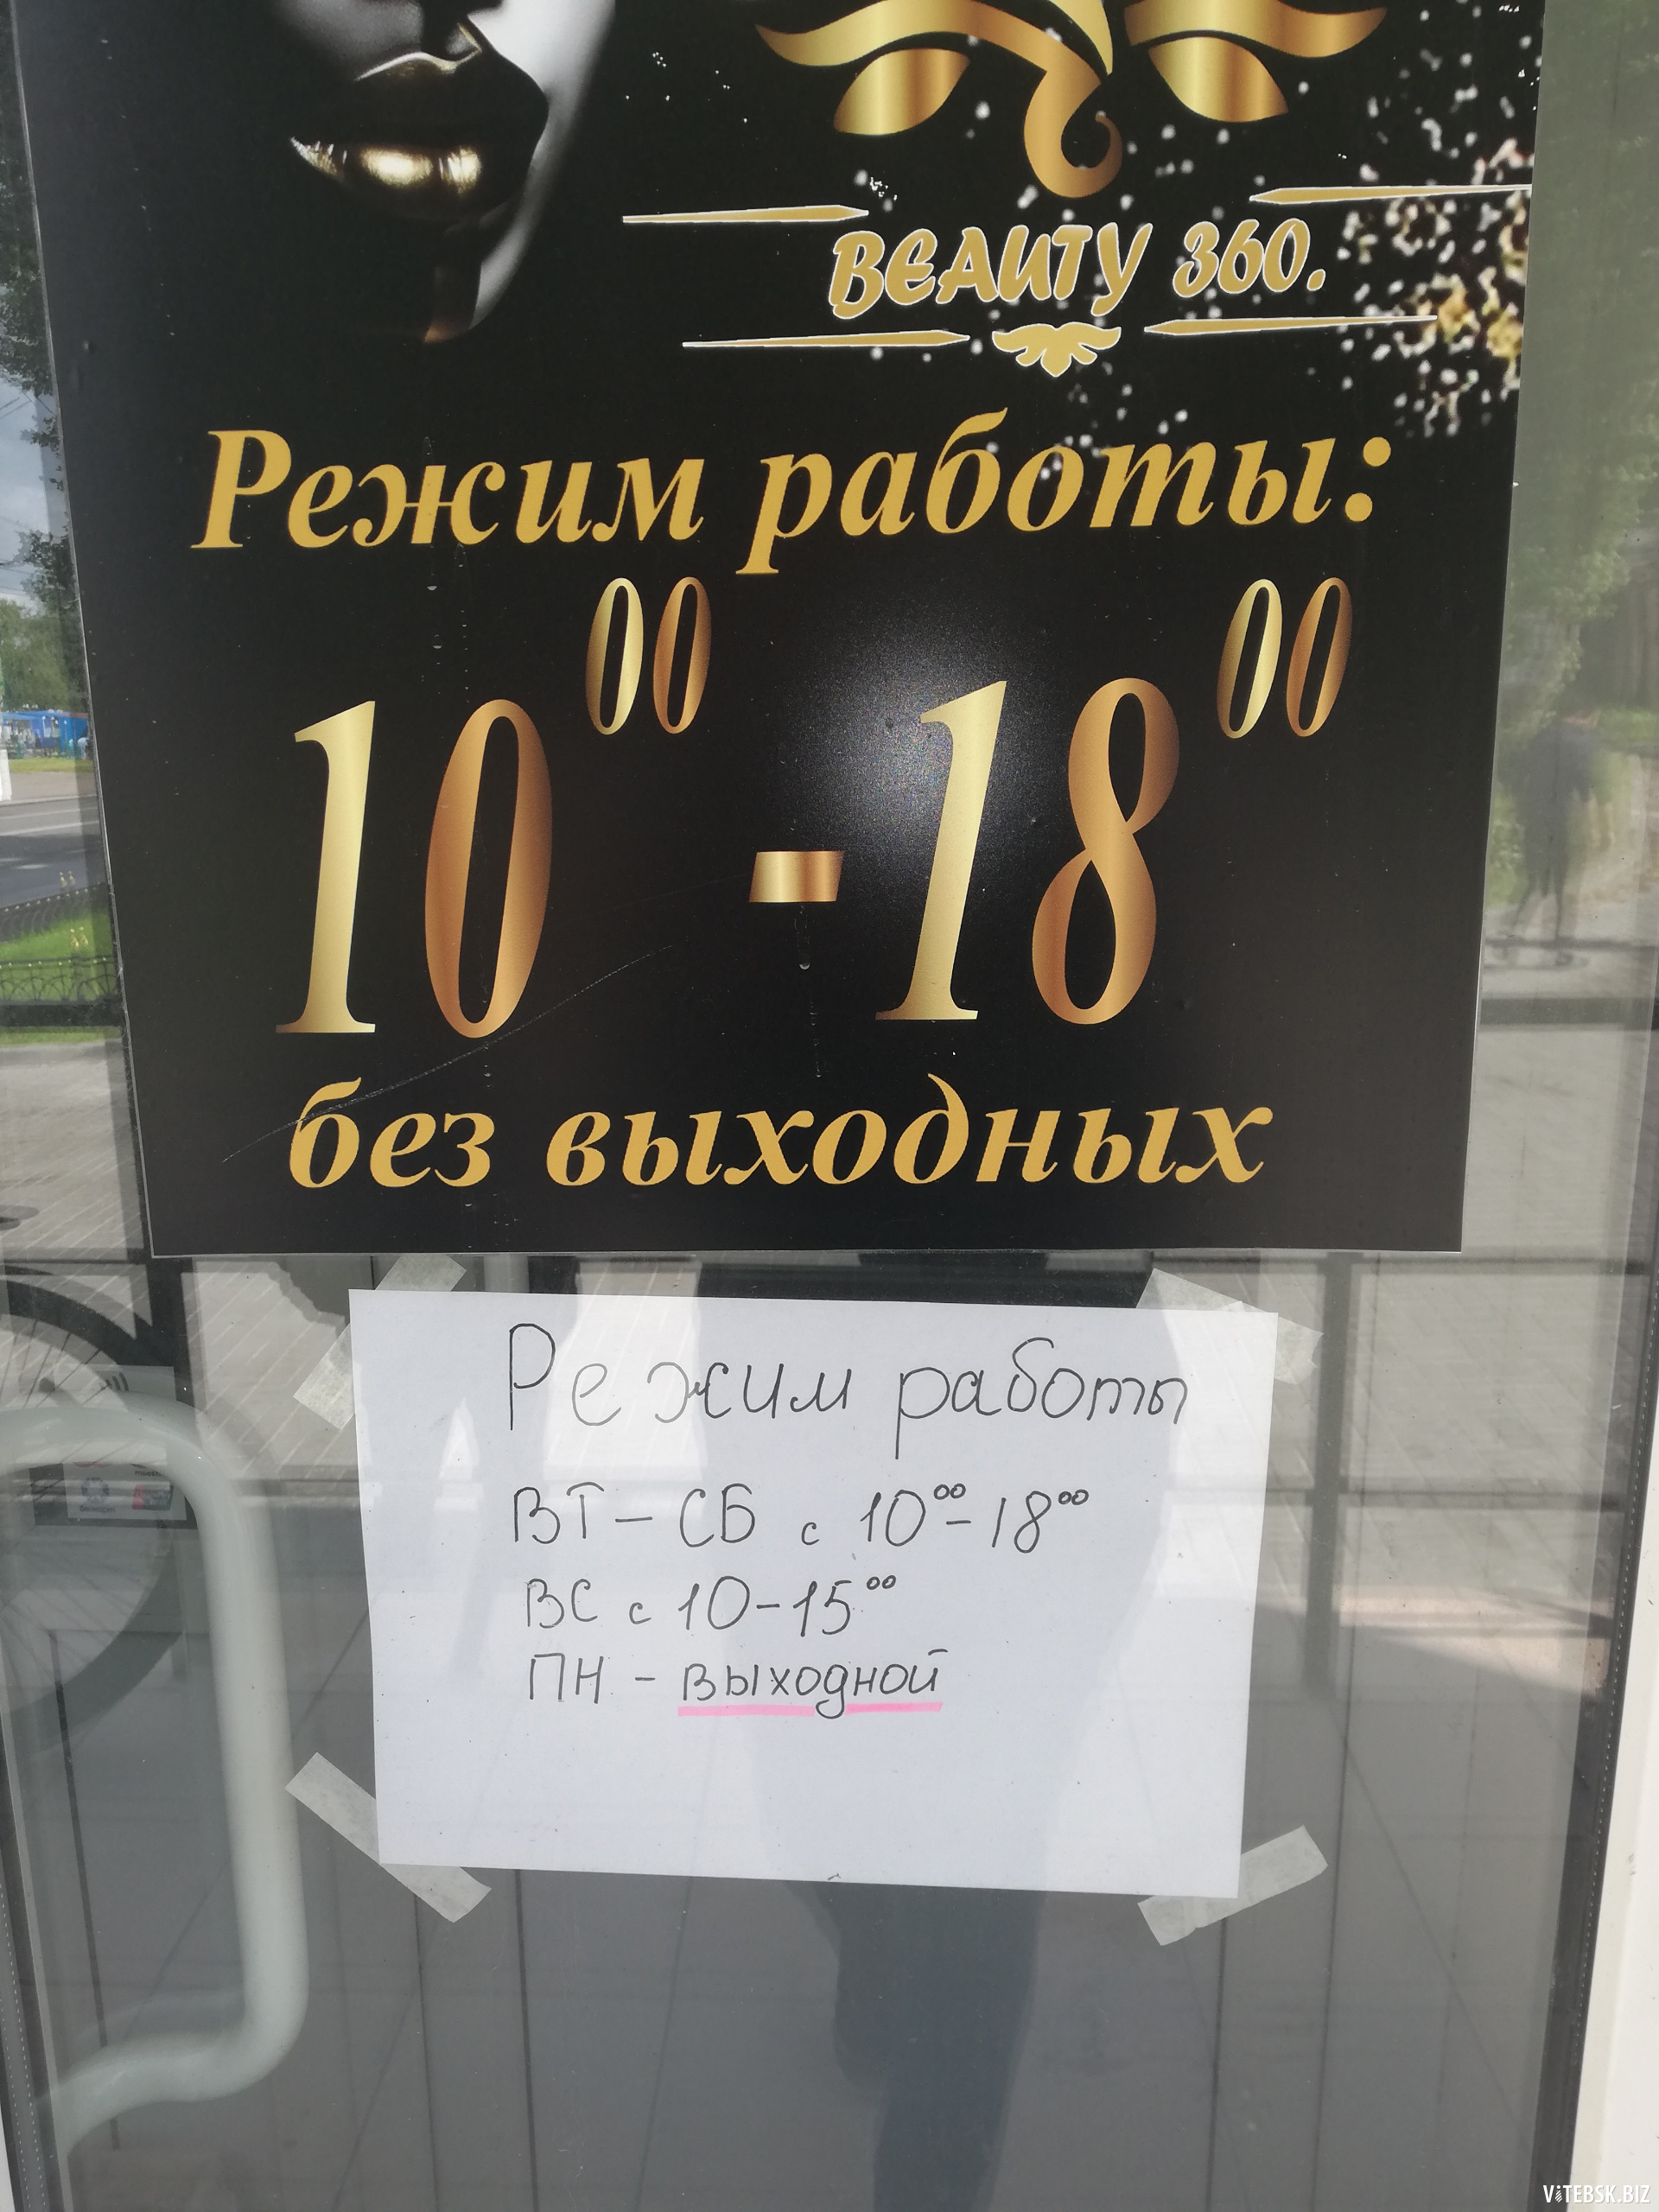 BEAUTY 360.
Режим работы:
10⁰⁰ - 18⁰⁰
без выходных
Режим работы
ВТ – СБ с 10⁰⁰ – 18⁰⁰
ВС с 10 – 15⁰⁰
ПН – выходной
ViTEBSK.BIZ